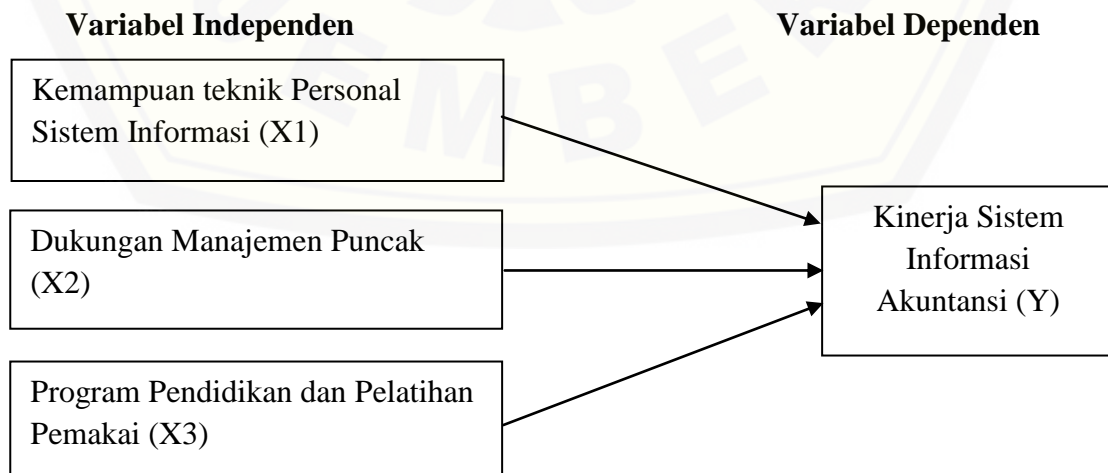 Variabel Independen
Variabel Dependen
Kemampuan teknik Personal
Sistem Informasi (X1)
Dukungan Manajemen Puncak
(X2)
Program Pendidikan dan Pelatihan
Pemakai (X3)
Kinerja Sistem
Informasi
Akuntansi (Y)